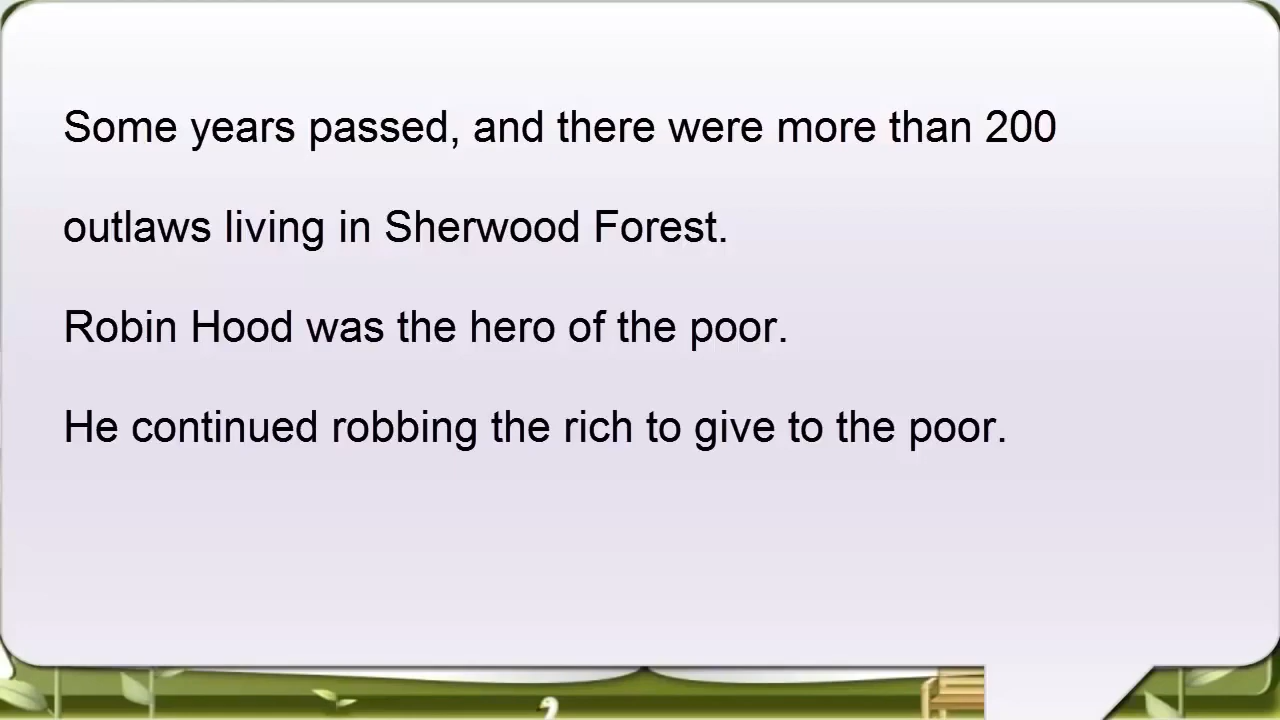 Some years passed, and there were more than 200
outlaws living in Sherwood Forest.
Robin Hood was the hero of the poor.
He continued robbing the rich to give to the poor.